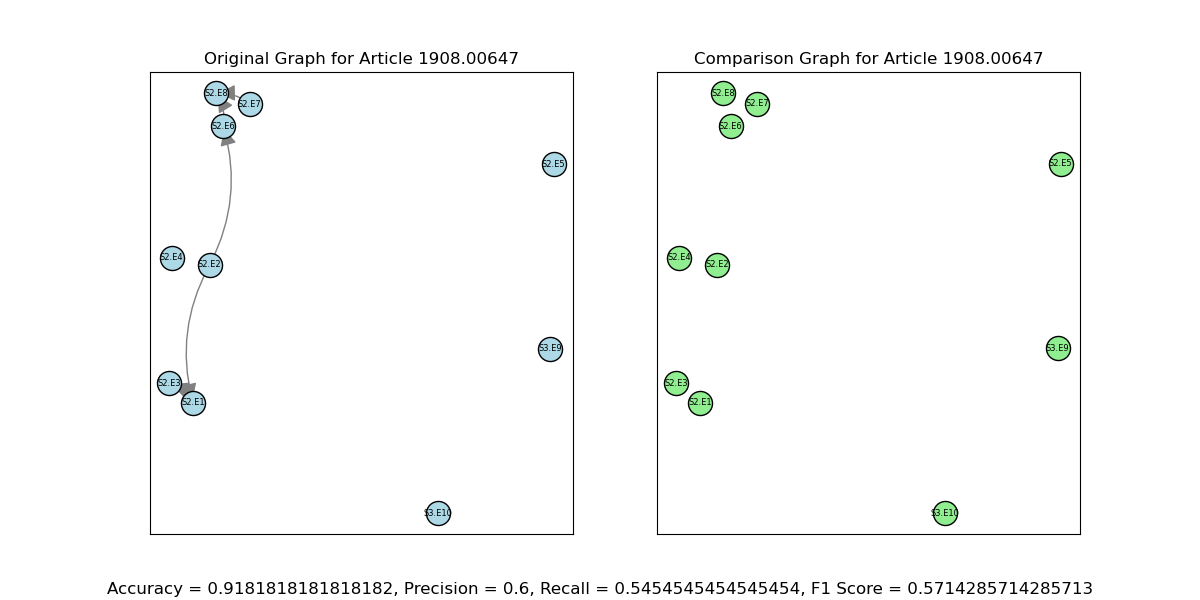 Original Graph for Article 1908.00647
Comparison Graph for Article 1908.00647
S2.E8
S2.E7
S2.E6
S2.E5
S2.E4
S2.E2
S3.E9
S2.E3
S2.E1
S3.E10
S2.E8
S2.E7
S2.E6
S2.E5
S2.E4
S2.E2
S3.E9
S2.E3
S2.E1
S3.E10
Accuracy = 0.9181818181818182, Precision = 0.6, Recall = 0.5454545454545454, F1 Score = 0.5714285714285713